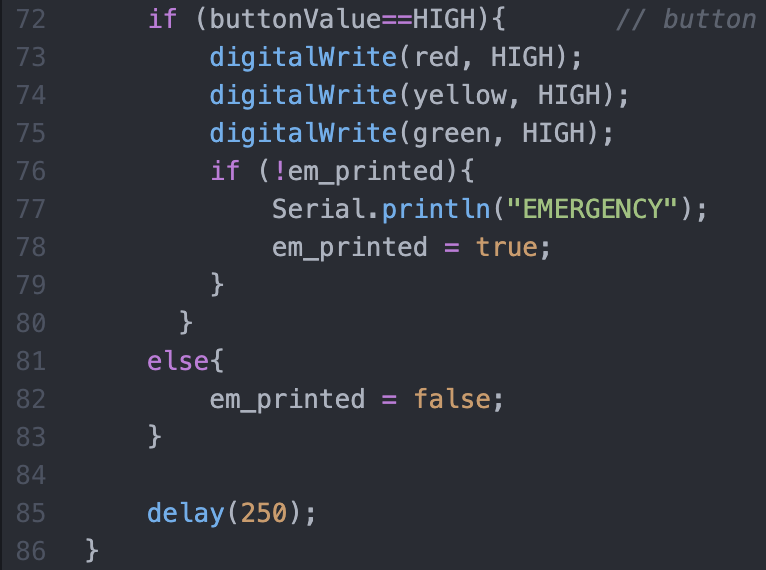 72 if (buttonValue==HIGH){ // button
73 digitalWrite(red, HIGH);
74 digitalWrite(yellow, HIGH);
75 digitalWrite(green, HIGH);
76 if (!em_printed){
77 Serial.println("EMERGENCY");
78 em_printed = true;
79 }
80 }
81 else{
82 em_printed = false;
83 }
84
85 delay(250);
86 }